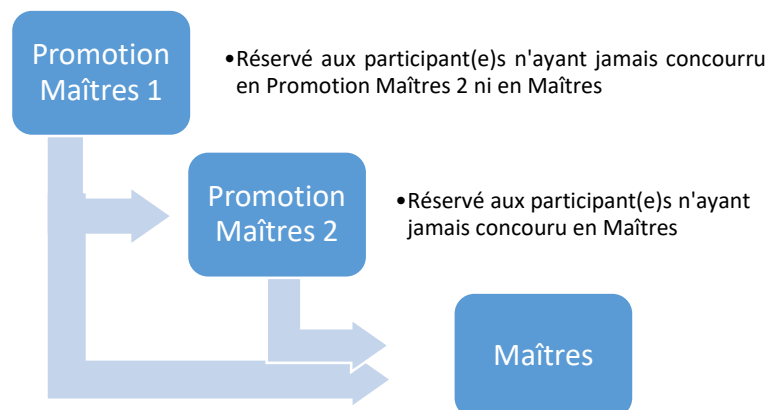 Promotion
Maîtres 1
•Réservé aux participant(e)s n'ayant jamais concourru
en Promotion Maîtres 2 ni en Maîtres
Promotion
Maîtres 2
•Réservé aux participant(e)s n'ayant
jamais concouru en Maîtres
Maîtres